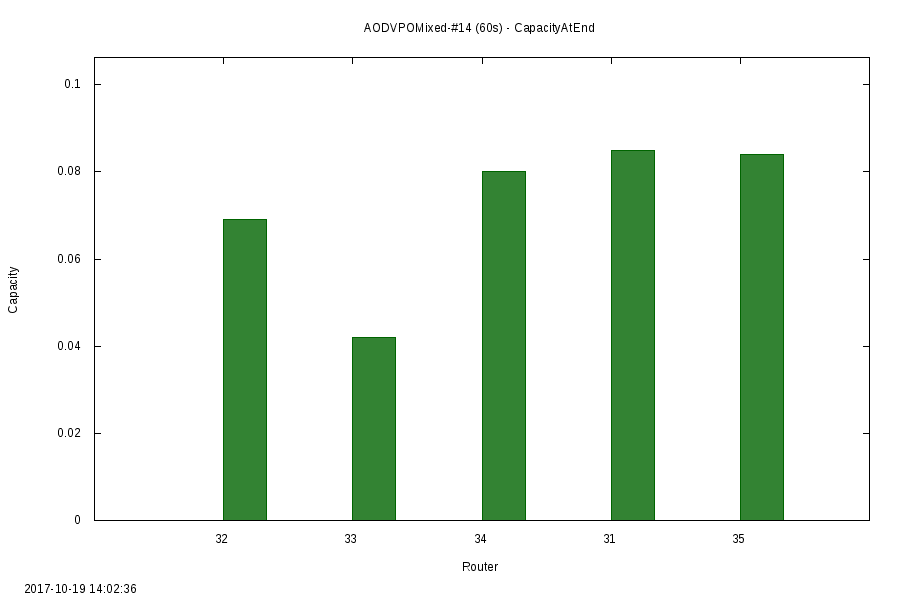 AODVPOMixed-#14 (60s) - CapacityAtEnd
0.1
0.08
0.06
0.04
0.02
0
Capacity
32 33 34 31 35
Router
2017-10-19 14:02:36